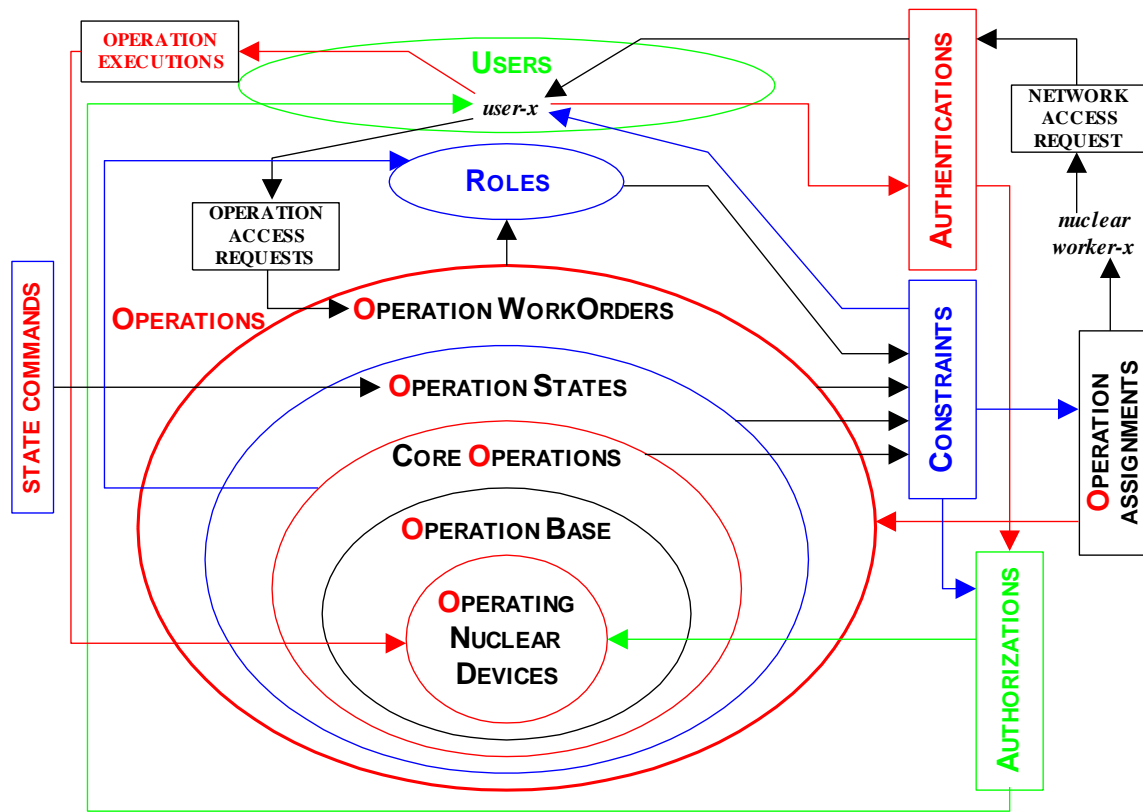 OPERATION
EXECUTIONS
USERS
user-x
AUTHENTICATIONS
NETWORK
ACCESS
REQUEST
ROLES
OPERATION
ACCESS
REQUESTS
nuclear
worker-x
STATE COMMANDS
OPERATIONS
OPERATION WORKORDERS
OPERATION STATES
CORE OPERATIONS
OPERATION BASE
OPERATING
NUCLEAR
DEVICES
CONSTRAINTS
OPERATION
ASSIGNMENTS
AUTHORIZATIONS